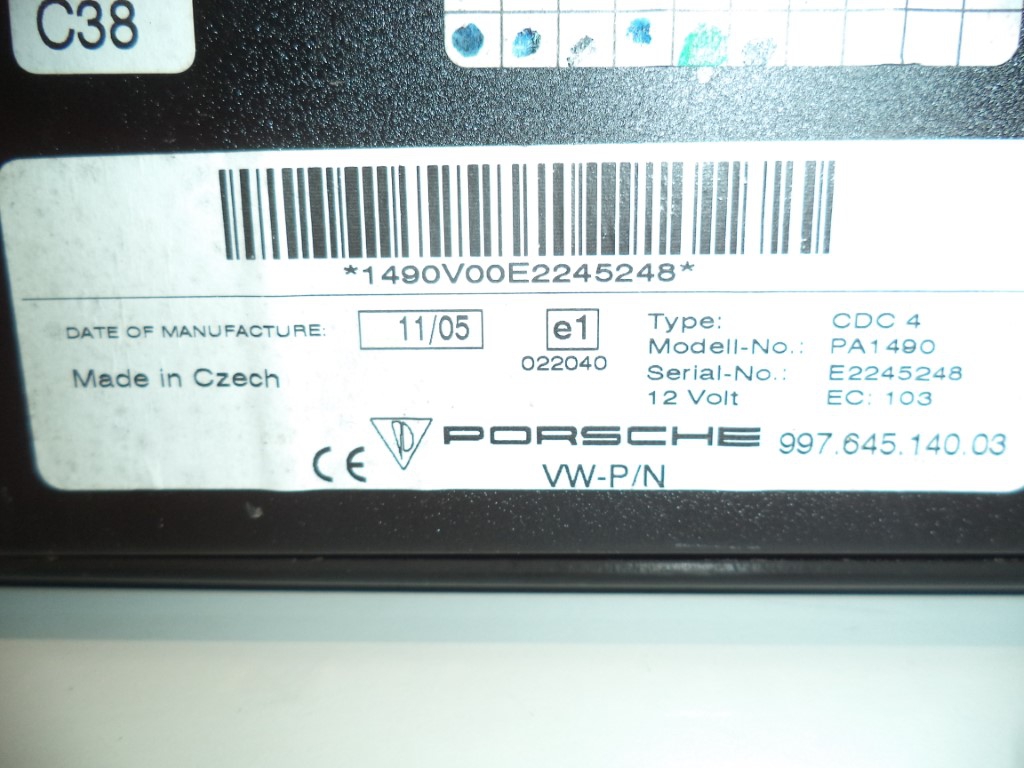 C38
*1490V00E2245248*
DATE OF MANUFACTURE: 11/05
Made in Czech
e1
022040
Type: CDC 4
Modell-No.: PA1490
Serial-No.: E2245248
12 Volt EC: 103
CE PORSCHE 997.645.140.03
VW-P/N